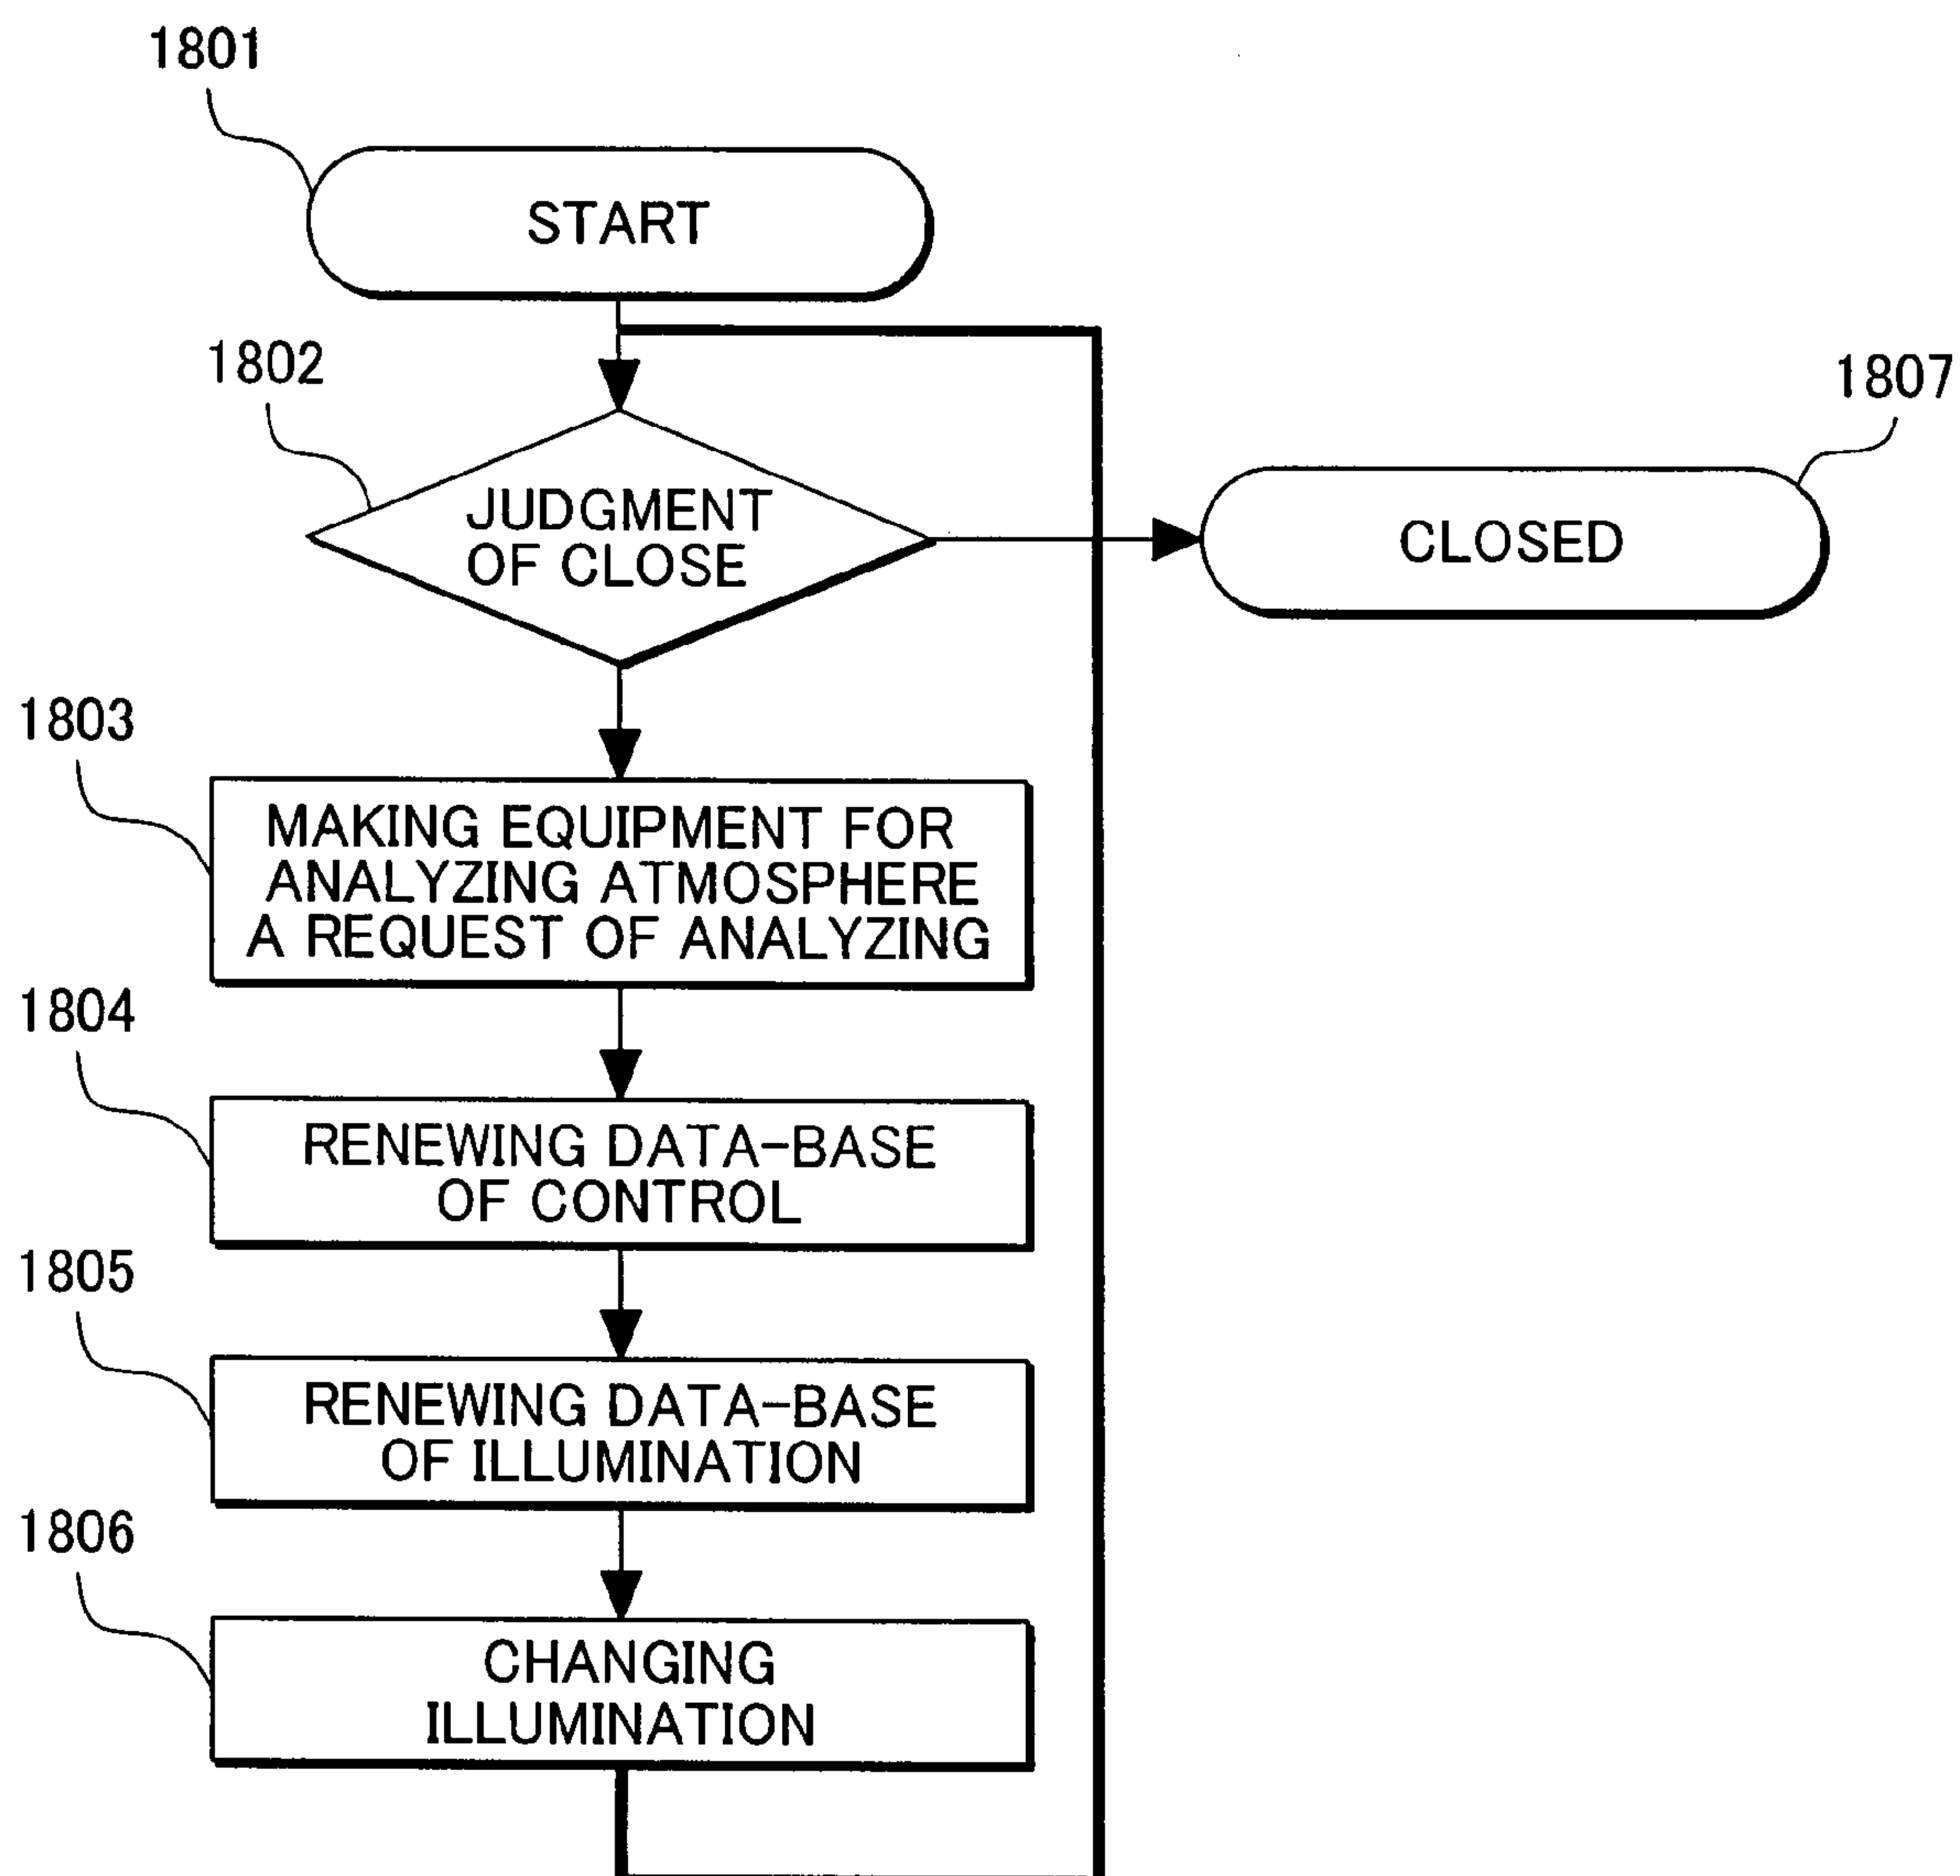 1801
START
1802
1807
JUDGMENT
OF CLOSE
CLOSED
1803
MAKING EQUIPMENT FOR
ANALYZING ATMOSPHERE
A REQUEST OF ANALYZING
1804
RENEWING DATA-BASE
OF CONTROL
1805
RENEWING DATA-BASE
OF ILLUMINATION
1806
CHANGING
ILLUMINATION